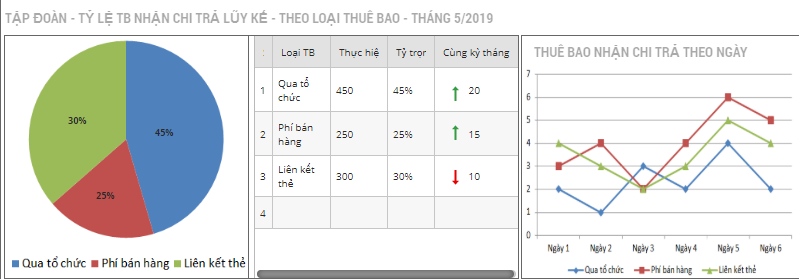 TẬP ĐOÀN - TỶ LỆ TB NHẬN CHI TRẢ LŨY KẾ - THEO LOẠI THUÊ BAO - THÁNG 5/2019
30%
45%
25%
Qua tổ chức Phí bán hàng Liên kết thẻ
: Loại TB Thực hiệ Tỷ trọr Cùng kỳ tháng
1 Qua tổ chức 450 45% 20
2 Phí bán hàng 250 25% 15
3 Liên kết thẻ 300 30% 10
4
THUÊ BAO NHẬN CHI TRẢ THEO NGÀY
7
6
5
4
3
2
1
0
Ngày 1 Ngày 2 Ngày 3 Ngày 4 Ngày 5 Ngày 6
Qua tổ chức Phí bán hàng Liên kết thẻ